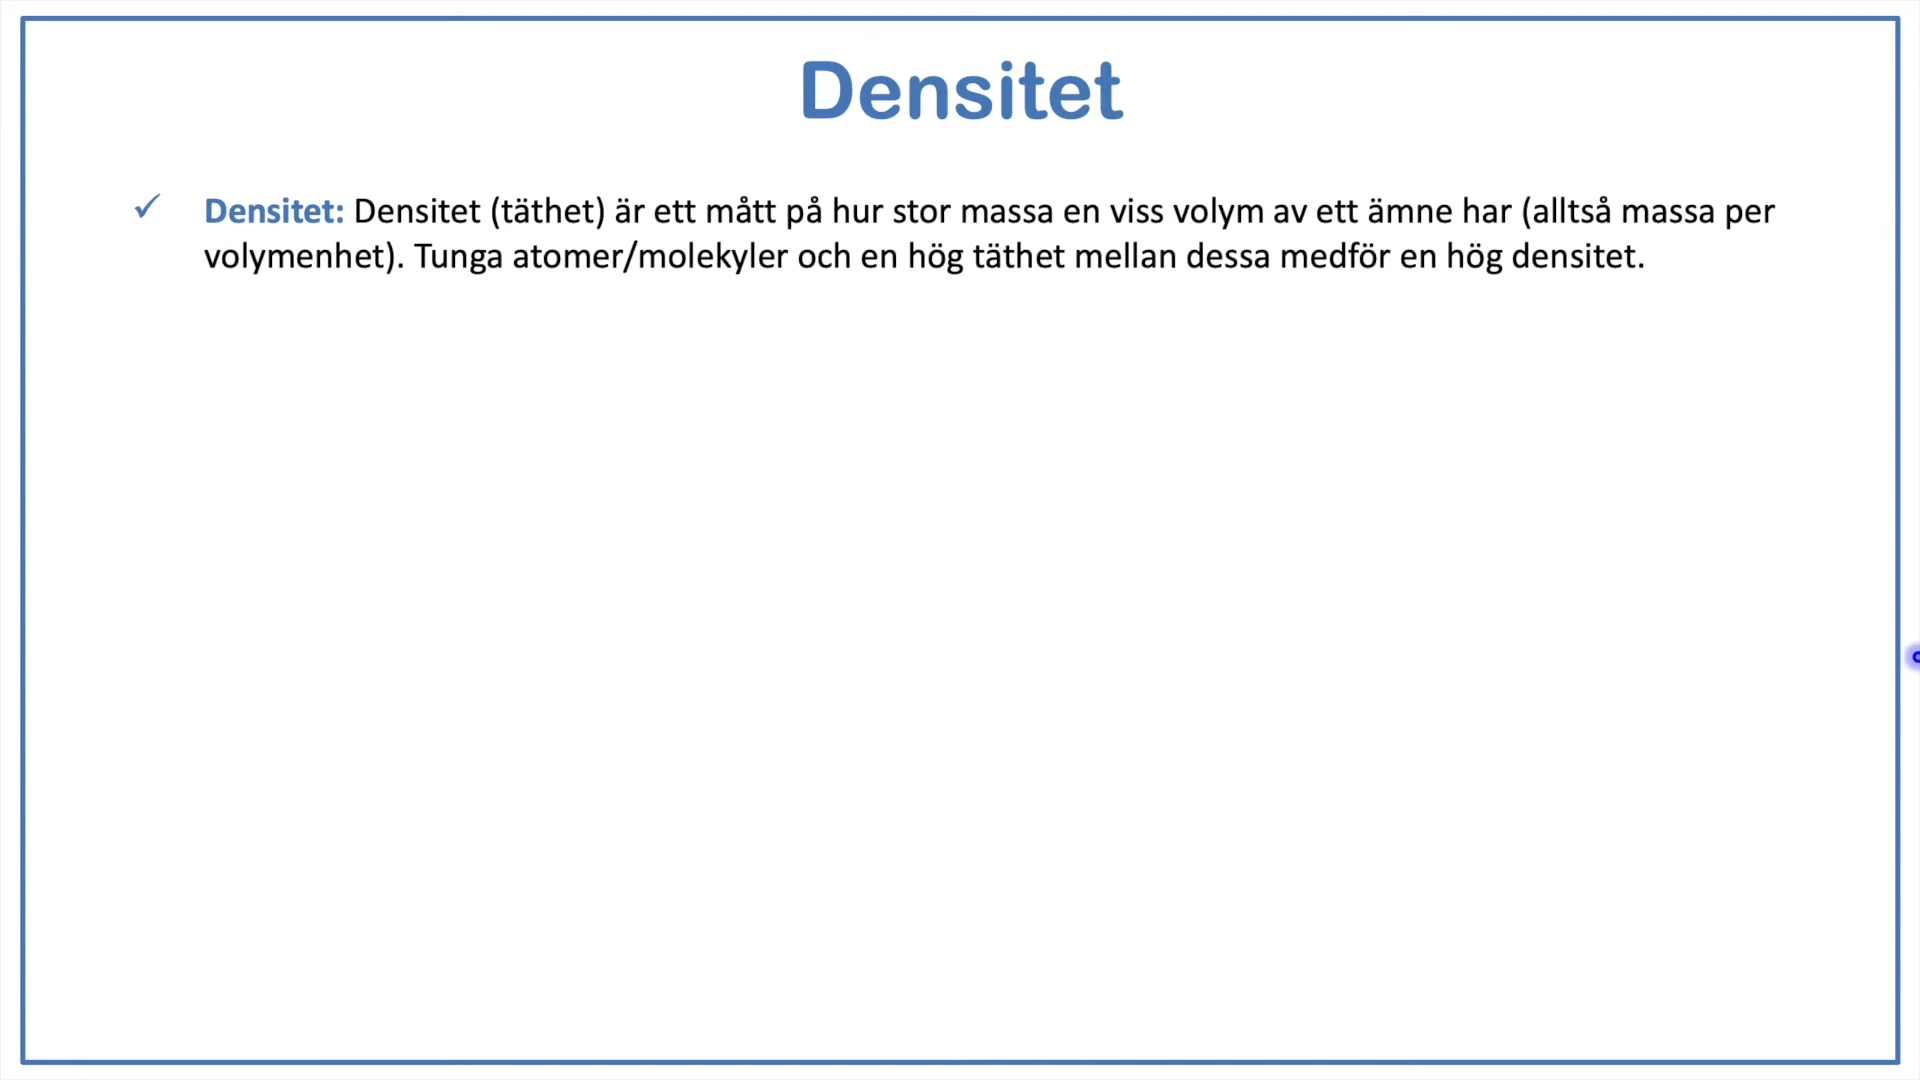 Densitet
✓ Densitet: Densitet (täthet) är ett mått på hur stor massa en viss volym av ett ämne har (alltså massa per
volymenhet). Tunga atomer/molekyler och en hög täthet mellan dessa medför en hög densitet.